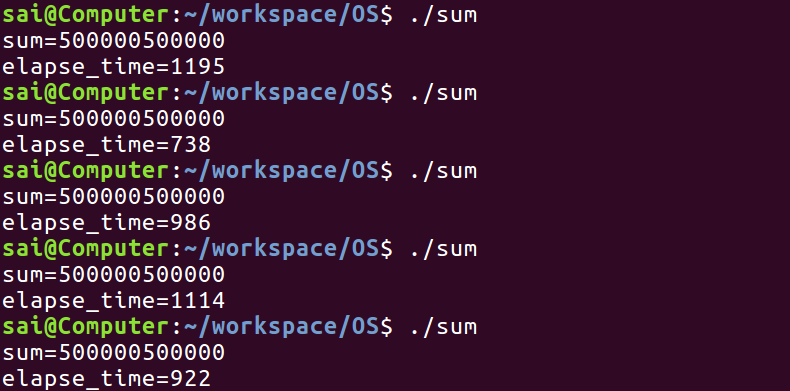 sai@Computer:~/workspace/OS$ ./sum
sum=500000500000
elapse_time=1195
sai@Computer:~/workspace/OS$ ./sum
sum=500000500000
elapse_time=738
sai@Computer:~/workspace/OS$ ./sum
sum=500000500000
elapse_time=986
sai@Computer:~/workspace/OS$ ./sum
sum=500000500000
elapse_time=1114
sai@Computer:~/workspace/OS$ ./sum
sum=500000500000
elapse_time=922